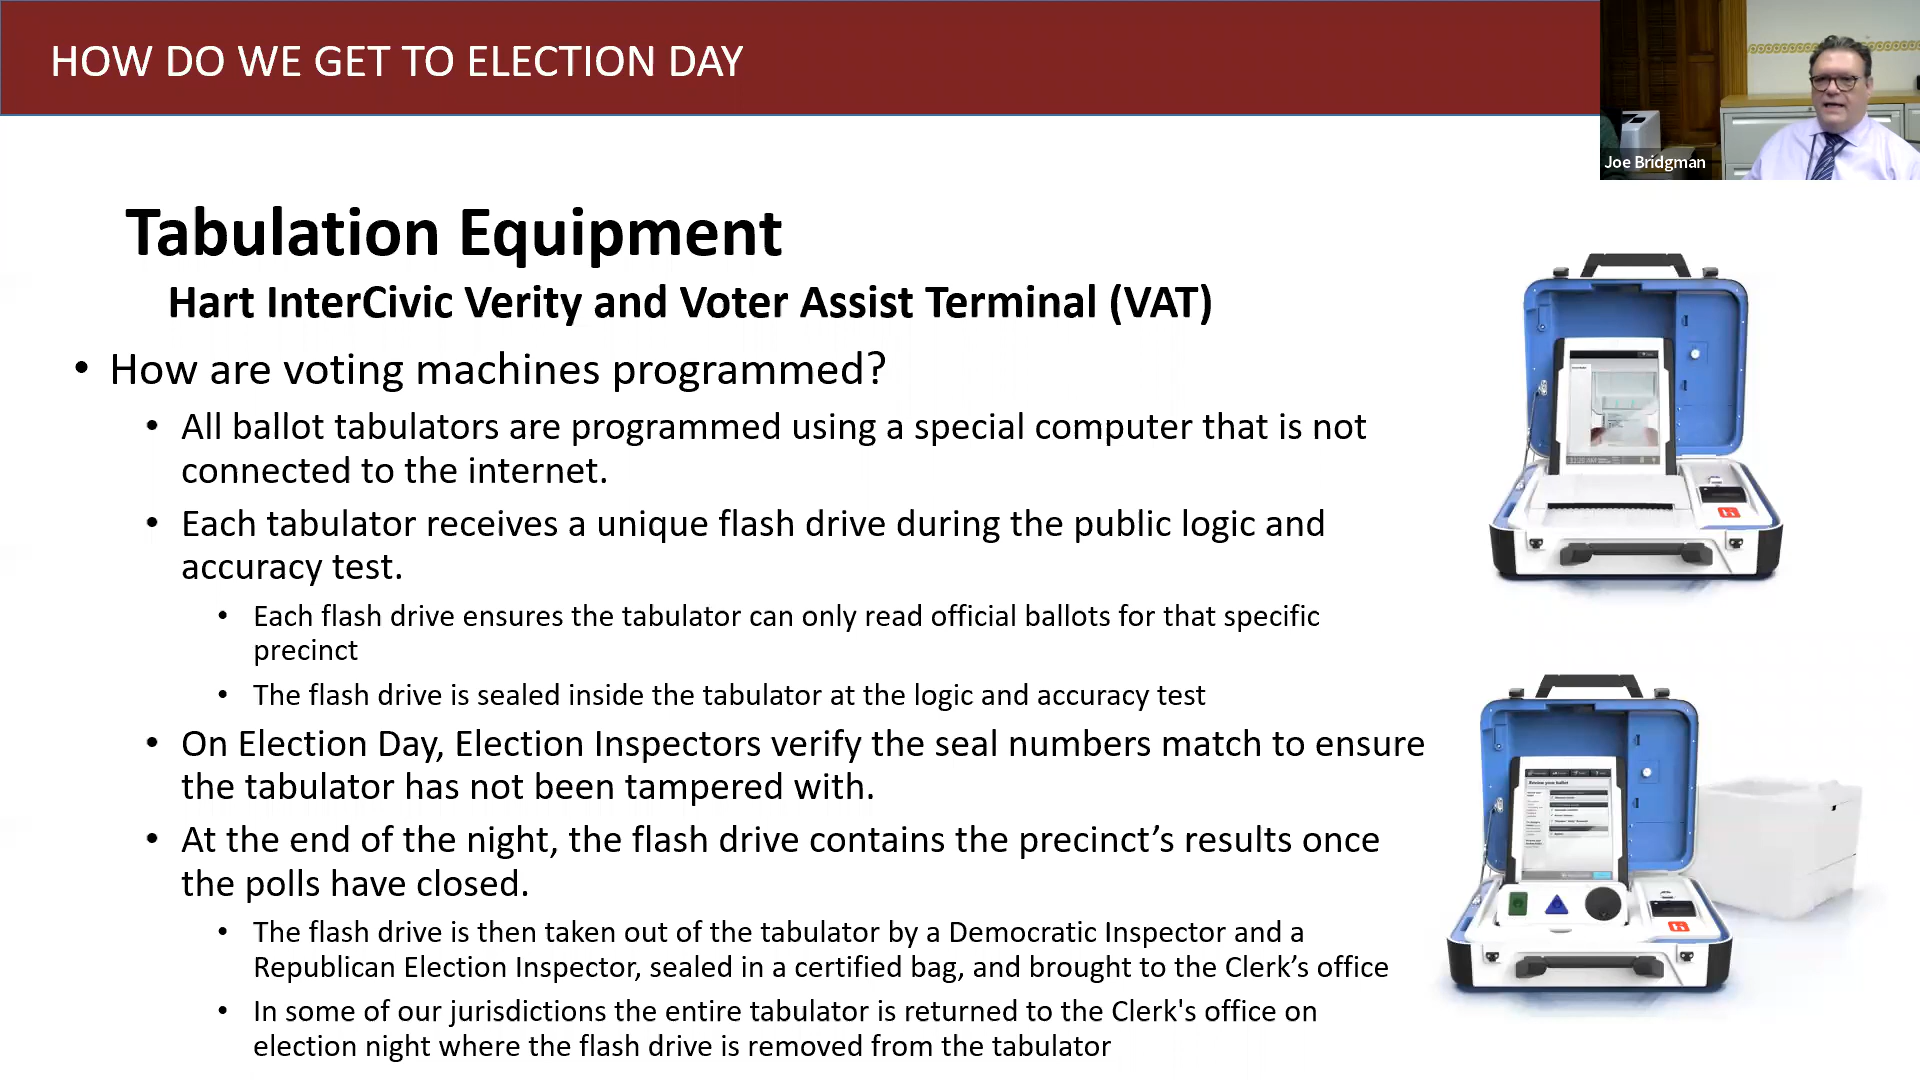 HOW DO WE GET TO ELECTION DAY
Joe Bridgman
Tabulation Equipment
Hart InterCivic Verity and Voter Assist Terminal (VAT)
• How are voting machines programmed?
• All ballot tabulators are programmed using a special computer that is not
connected to the internet.
• Each tabulator receives a unique flash drive during the public logic and
accuracy test.
• Each flash drive ensures the tabulator can only read official ballots for that specific
precinct
• The flash drive is sealed inside the tabulator at the logic and accuracy test
• On Election Day, Election Inspectors verify the seal numbers match to ensure
the tabulator has not been tampered with.
• At the end of the night, the flash drive contains the precinct’s results once
the polls have closed.
• The flash drive is then taken out of the tabulator by a Democratic Inspector and a
Republican Election Inspector, sealed in a certified bag, and brought to the Clerk’s office
• In some of our jurisdictions the entire tabulator is returned to the Clerk's office on
election night where the flash drive is removed from the tabulator